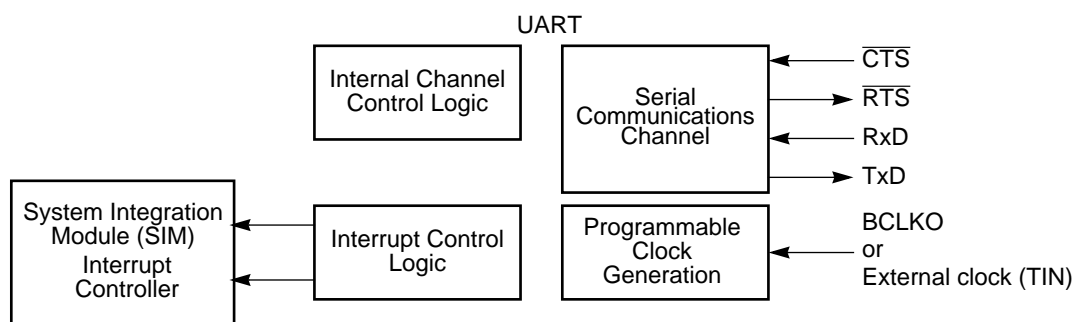 UART
Internal Channel
Control Logic
Serial
Communications
Channel
CTS
RTS
RxD
TxD
System Integration
Module (SIM)
Interrupt
Controller
Interrupt Control
Logic
Programmable
Clock
Generation
BCLKO
or
External clock (TIN)